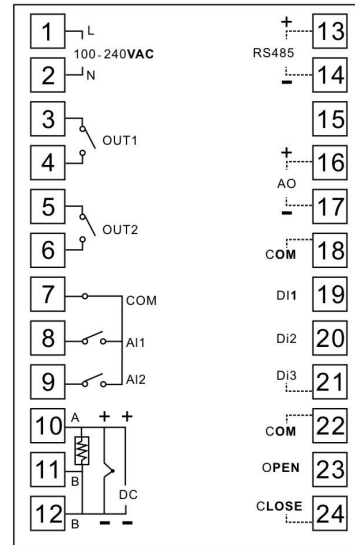 1 L
100-240VAC
2 N
3
OUT1
4
5
OUT2
6
7 COM
8 AI1
9 AI2
10 A + +
11 B
DC
12 B - -
+ 13
RS485
- 14
15
+ 16
AO
- 17
COM 18
DI1 19
Di2 20
Di3 21
COM 22
OPEN 23
CLOSE 24